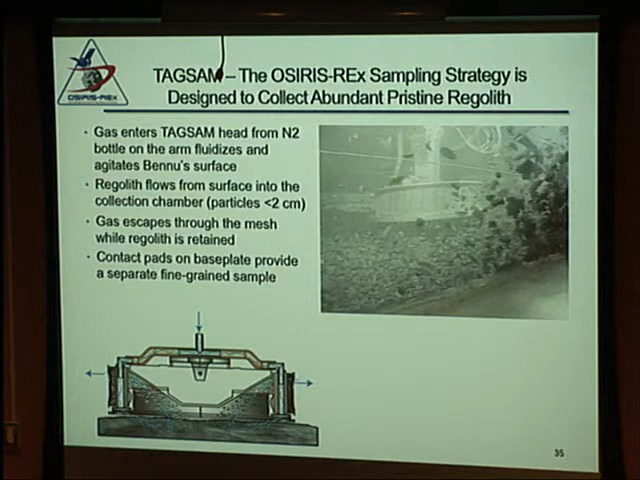 OSIRIS-REx
TAGSAM – The OSIRIS-REx Sampling Strategy is
Designed to Collect Abundant Pristine Regolith
· Gas enters TAGSAM head from N2
bottle on the arm fluidizes and
agitates Bennu's surface
· Regolith flows from surface into the
collection chamber (particles <2 cm)
· Gas escapes through the mesh
while regolith is retained
· Contact pads on baseplate provide
a separate fine-grained sample
35